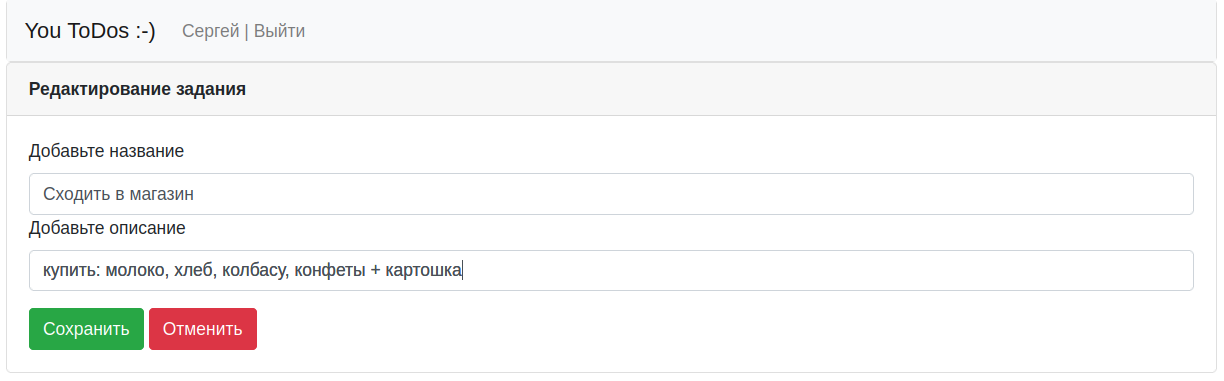 You ToDos :-) Сергей | Выйти
Редактирование задания
Добавьте название
Сходить в магазин
Добавьте описание
купить: молоко, хлеб, колбасу, конфеты + картошка
Сохранить Отменить